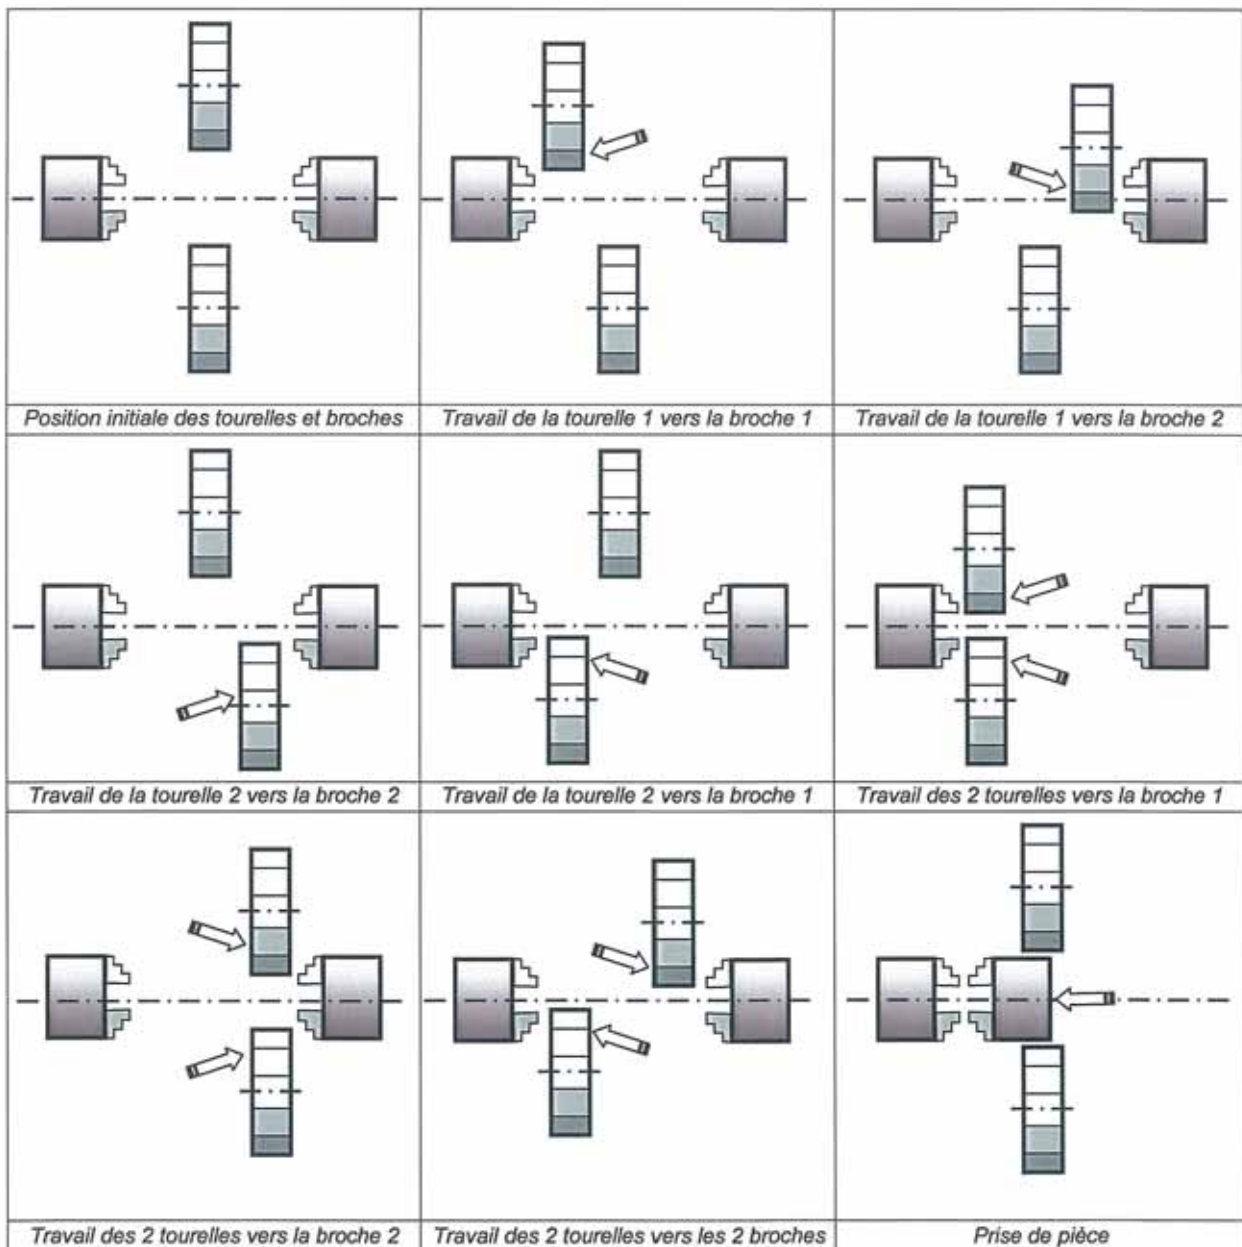 Position initiale des tourelles et broches
Travail de la tourelle 1 vers la broche 1
Travail de la tourelle 1 vers la broche 2
Travail de la tourelle 2 vers la broche 2
Travail de la tourelle 2 vers la broche 1
Travail des 2 tourelles vers la broche 1
Travail des 2 tourelles vers la broche 2
Travail des 2 tourelles vers les 2 broches
Prise de pièce